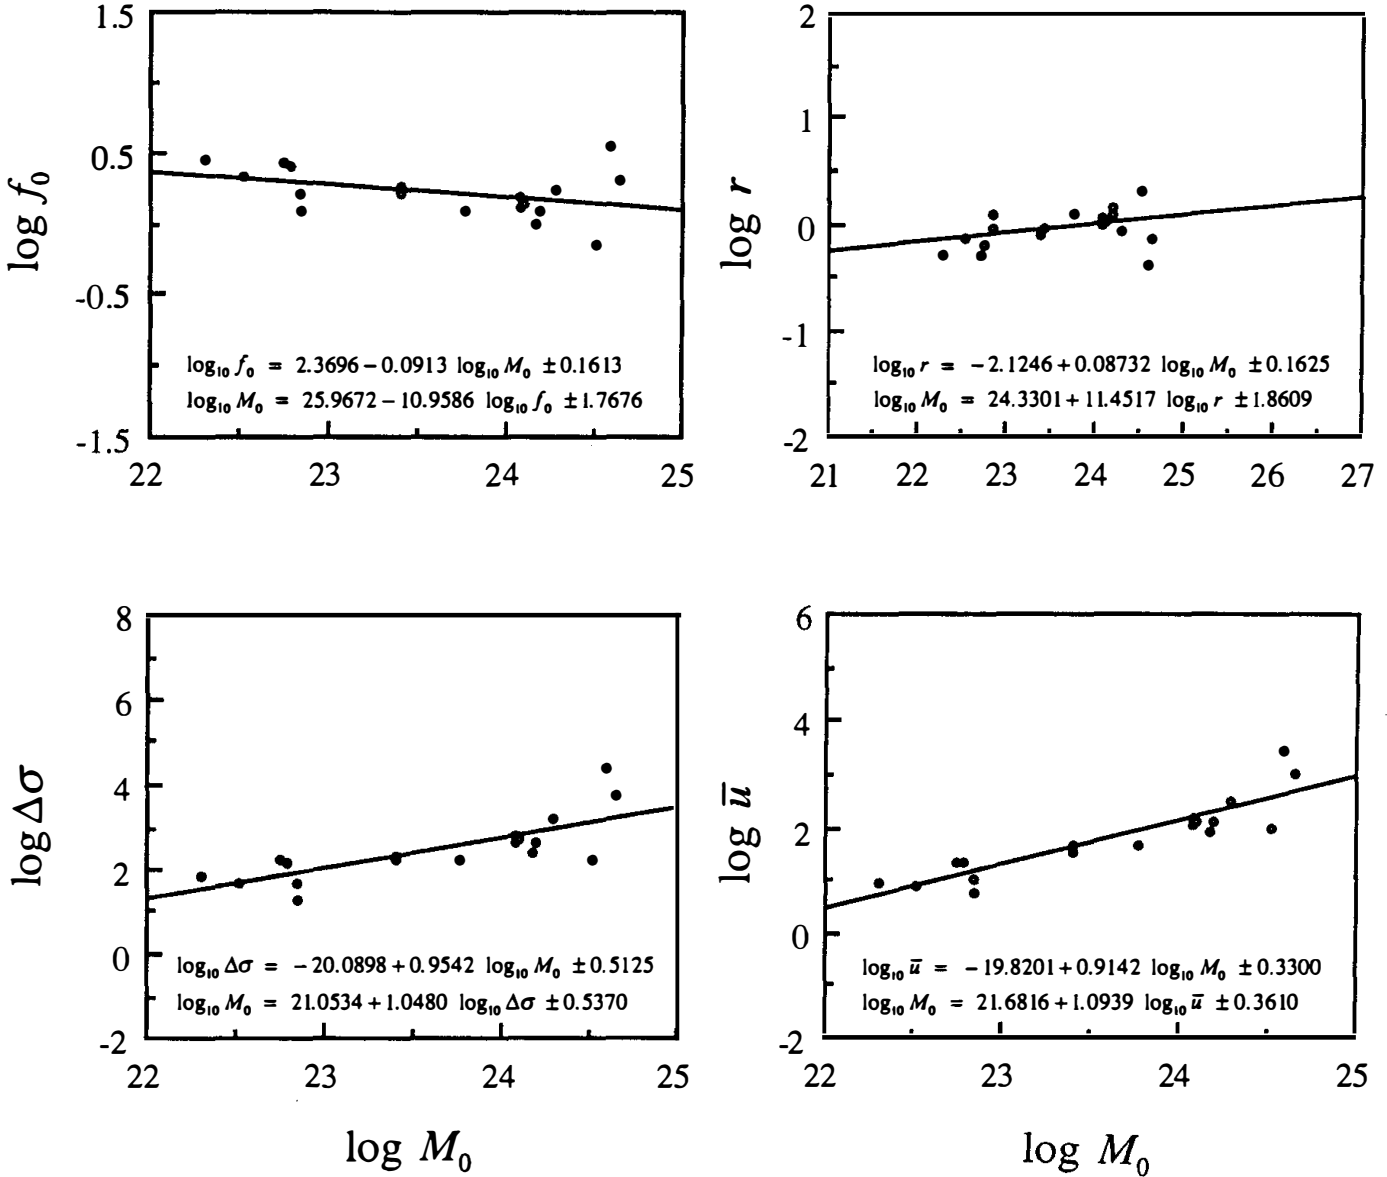 1.5
0.5
-0.5
-1.5
log f₀
log₁₀ f₀ = 2.3696 − 0.0913 log₁₀ M₀ ± 0.1613
log₁₀ M₀ = 25.9672 − 10.9586 log₁₀ f₀ ± 1.7676
22 23 24 25
2
1
0
-1
-2
log r
log₁₀ r = −2.1246 + 0.08732 log₁₀ M₀ ± 0.1625
log₁₀ M₀ = 24.3301 + 11.4517 log₁₀ r ± 1.8609
21 22 23 24 25 26 27
8
6
4
2
0
-2
log Δσ
log₁₀ Δσ = −20.0898 + 0.9542 log₁₀ M₀ ± 0.5125
log₁₀ M₀ = 21.0534 + 1.0480 log₁₀ Δσ ± 0.5370
22 23 24 25
log M₀
6
4
2
0
-2
log u̅
log₁₀ u̅ = −19.8201 + 0.9142 log₁₀ M₀ ± 0.3300
log₁₀ M₀ = 21.6816 + 1.0939 log₁₀ u̅ ± 0.3610
22 23 24 25
log M₀